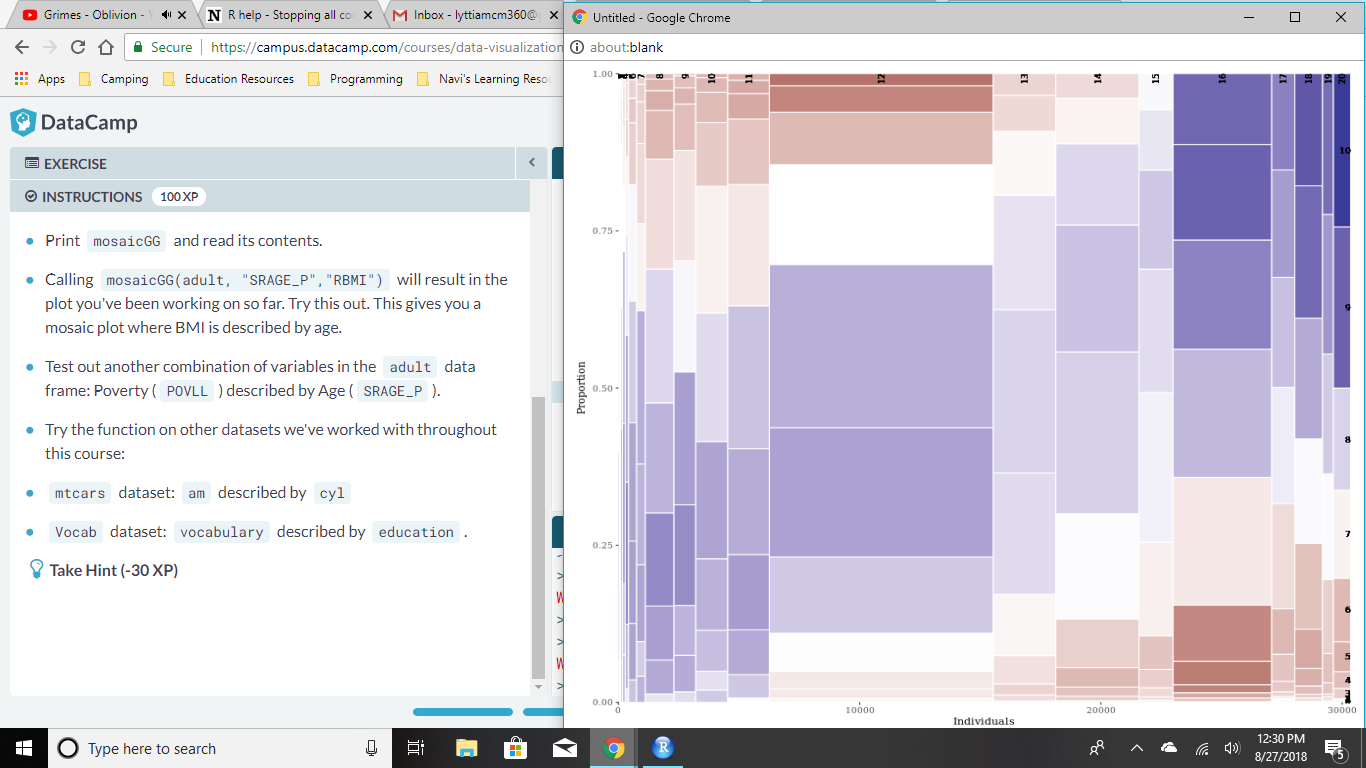 Grimes - Oblivion -
R help - Stopping all co
Inbox - lyttiamcm360@
Untitled - Google Chrome
Secure
https://campus.datacamp.com/courses/data-visualization
about:blank
Apps
Camping
Education Resources
Programming
Navi's Learning Reso
DataCamp
EXERCISE
INSTRUCTIONS
100 XP
Print mosaicGG and read its contents.
Calling mosaicGG(adult, "SRAGE_P","RBMI") will result in the
plot you've been working on so far. Try this out. This gives you a
mosaic plot where BMI is described by age.
Test out another combination of variables in the adult data
frame: Poverty ( POVLL ) described by Age ( SRAGE_P ).
Try the function on other datasets we've worked with throughout
this course:
mtcars dataset: am described by cyl
Vocab dataset: vocabulary described by education .
Take Hint (-30 XP)
1.00
0.75
0.50
0.25
0.00
Proportion
7
8
9
10
11
12
13
14
15
16
17
18
19
20
10
9
8
7
6
5
4
3
0
10000
20000
30000
Individuals
Type here to search
12:30 PM
8/27/2018
5